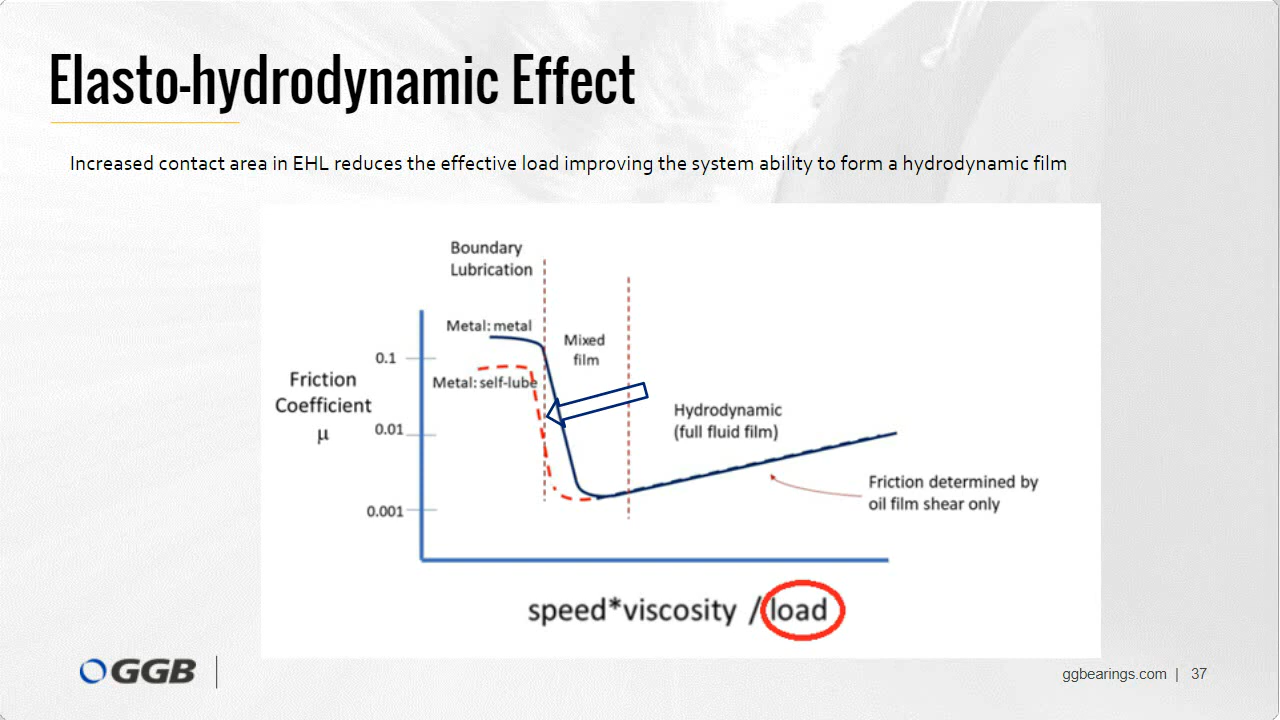 Elasto-hydrodynamic Effect
Increased contact area in EHL reduces the effective load improving the system ability to form a hydrodynamic film
Boundary
Lubrication
Metal: metal
Mixed
film
0.1
Metal: self-lube
Friction
Coefficient
μ
0.01
Hydrodynamic
(full fluid film)
Friction determined by
oil film shear only
0.001
speed*viscosity / load
GGB
ggbearings.com | 37